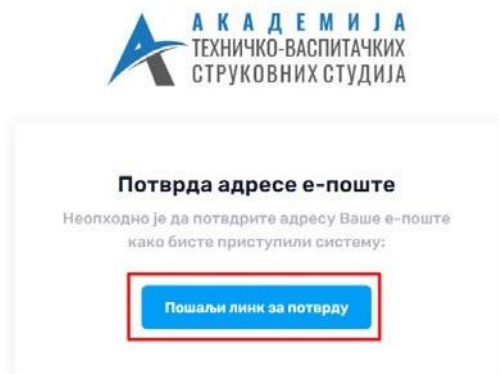 АКАДЕМИЈА
ТЕХНИЧКО-ВАСПИТАЧКИХ
СТРУКОВНИХ СТУДИЈА
Потврда адресе е-поште
Неопходно је да потвдрите адресу Ваше е-поште
како бисте приступили систему:
Пошаљи линк за потврду